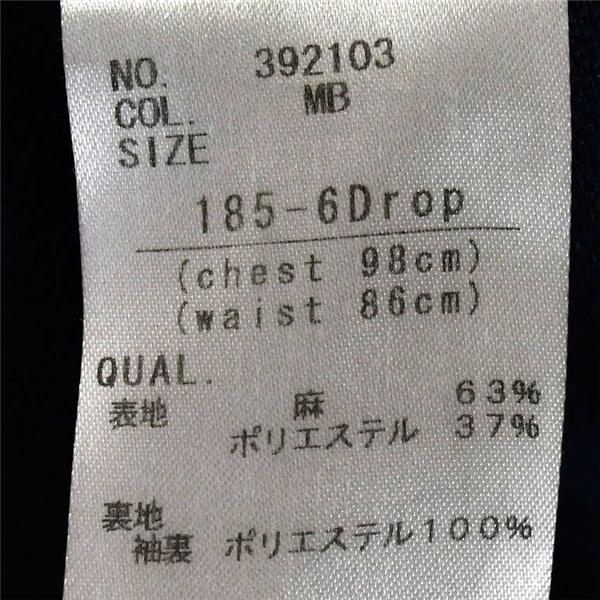 NO. 392103
COL. MB
SIZE
185-6Drop
(chest 98cm)
(waist 86cm)
QUAL.
表地 麻 63%
ポリエステル 37%
裏地
袖裏 ポリエステル100%